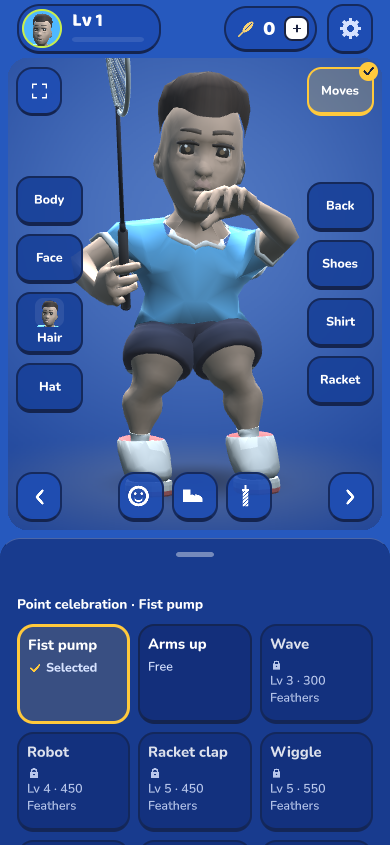 Lv 1
0
+
Moves
Body
Back
Face
Shoes
Hair
Shirt
Hat
Racket
Point celebration · Fist pump
Fist pump
Selected
Arms up
Free
Wave
Lv 3 · 300
Feathers
Robot
Lv 4 · 450
Feathers
Racket clap
Lv 5 · 450
Feathers
Wiggle
Lv 5 · 550
Feathers